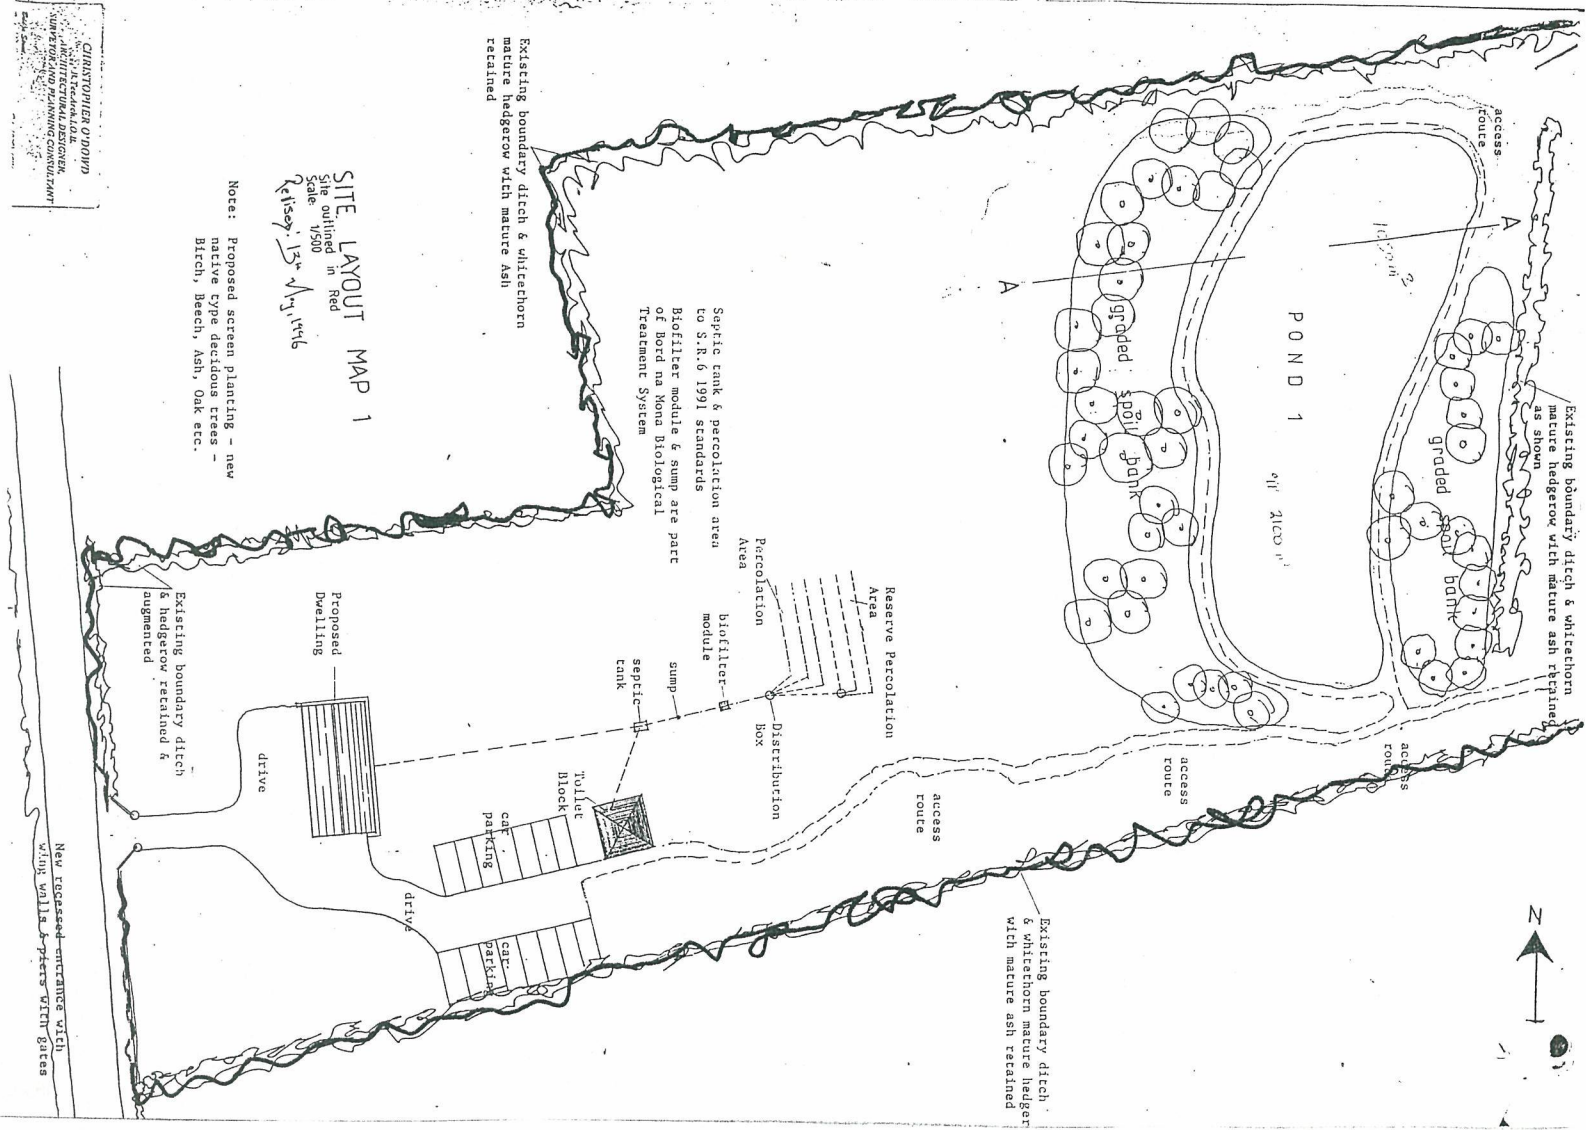 CHRISTOPHER O'DOWD
ARCHITECTURAL DESIGNER,
SURVEYOR AND PLANNING CONSULTANT
SITE LAYOUT MAP 1
Site outlined in Red
Scale: 1/500
Revised: 13th May, 1996
Note: Proposed screen planting - new
native type decidous trees -
Birch, Beech, Ash, Oak etc.
Existing boundary ditch & whitethorn
mature hedgerow with mature Ash
retained
Septic tank & percolation area
to S.R.6 1991 standards
Biofilter module & sump are part
of Bord na Mona Biological
Treatment System
access
route
A
A
POND 1
graded spoil bank
graded spoil bank
Existing boundary ditch & whitethorn
mature hedgerow with mature ash retained
as shown
Reserve Percolation
Area
Percolation
Area
biofilter
module
sump
septic
tank
Distribution
box
Toilet
Block
Proposed
Dwelling
Existing boundary ditch
& hedgerow retained &
augmented
drive
drive
car
parking
car
parking
access
route
access
route
access
route
Existing boundary ditch
& whitethorn mature hedger
with mature ash retained
New recessed entrance with
wing walls & piers with gates
N